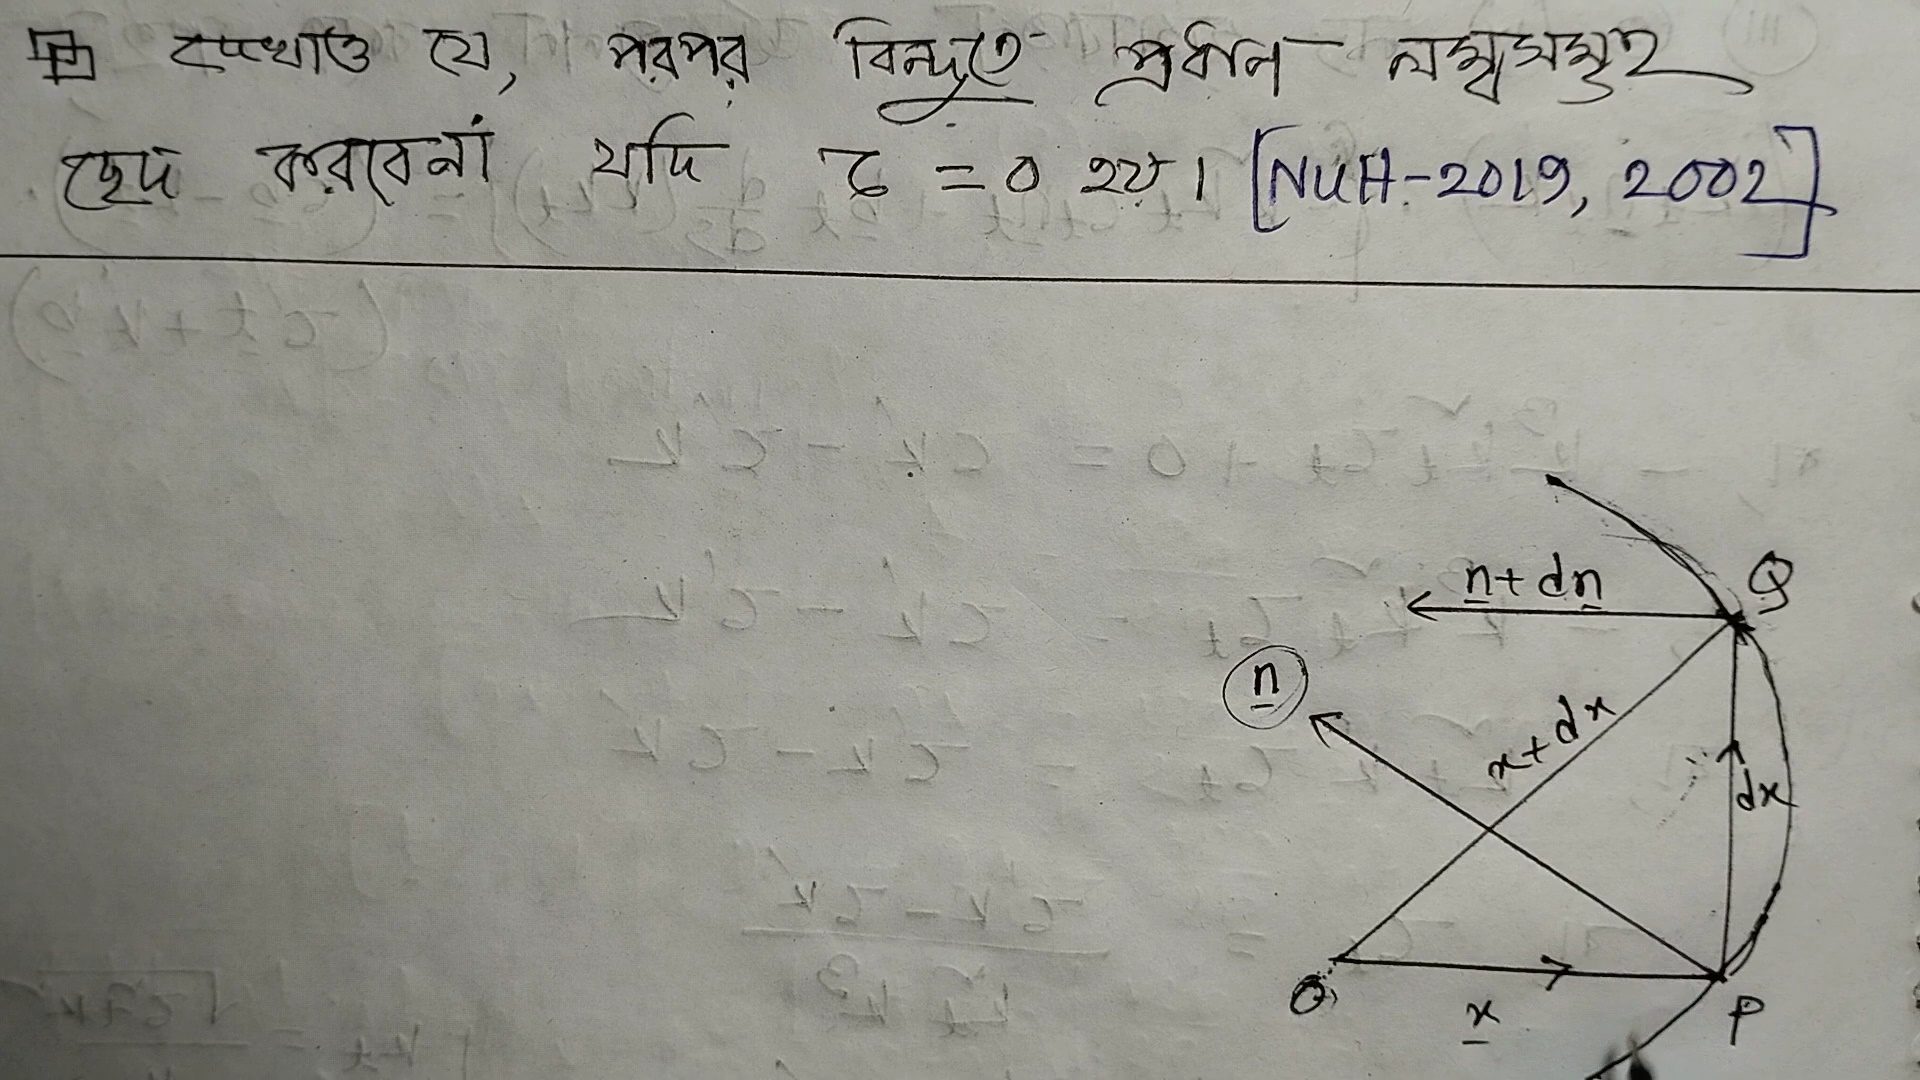 দেখাও যে, পরপর বিন্দুতে প্রধান লম্বসমূহ
ছেদ করবেনা যদি τ = 0 হয়। [NUH-2019, 2002]
n + dn
Q
n
x + dx
dx
O
x
P